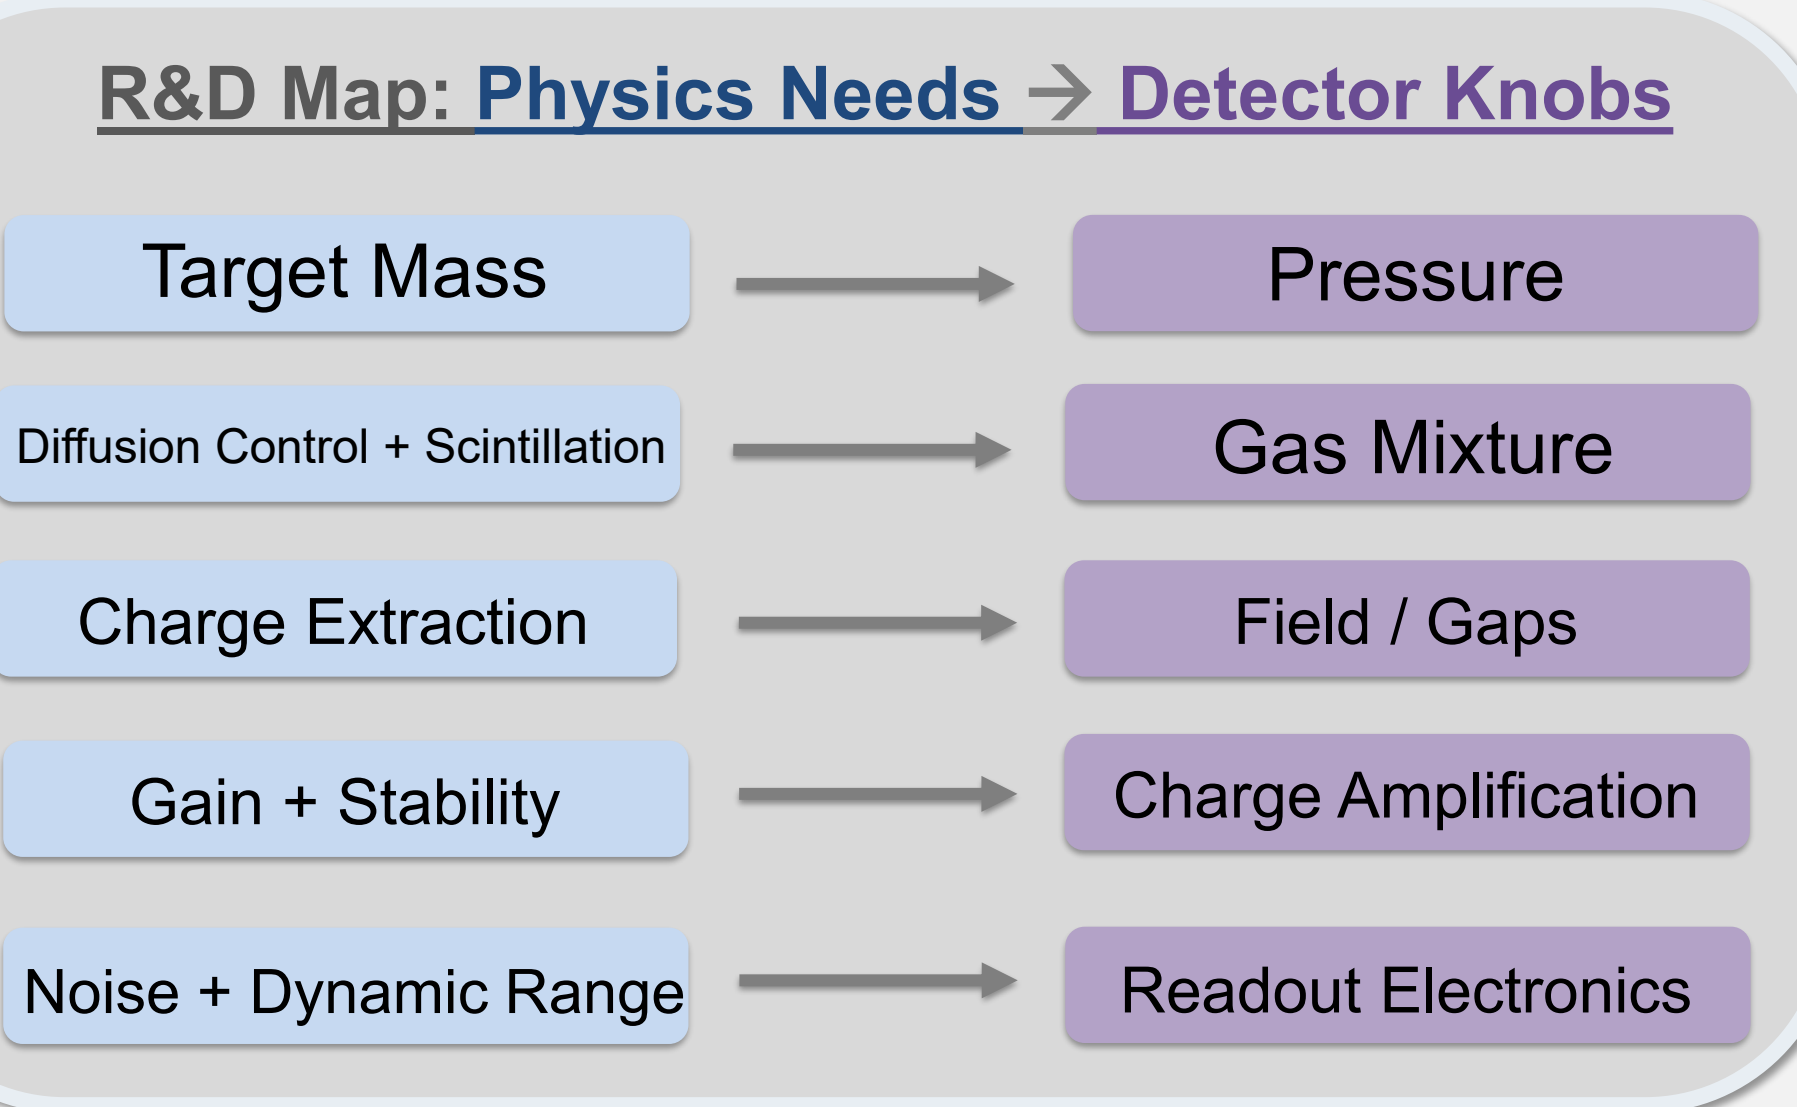 R&D Map: Physics Needs → Detector Knobs
Target Mass
Pressure
Diffusion Control + Scintillation
Gas Mixture
Charge Extraction
Field / Gaps
Gain + Stability
Charge Amplification
Noise + Dynamic Range
Readout Electronics